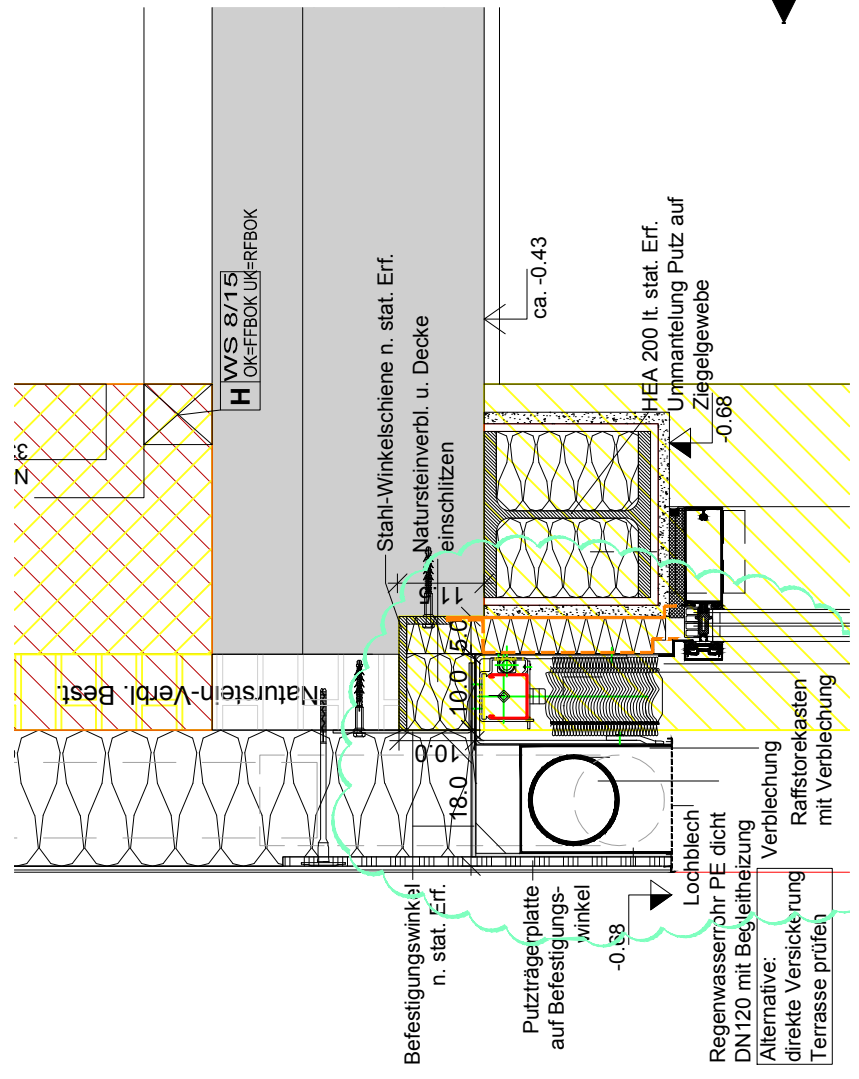 3
N
H
WS 8/15
OK=FFBOK UK=RFBOK
Stahl-Winkelschiene n. stat. Erf.
Natursteinverbl. u. Decke
einschlitzen
ca. -0.43
HEA 200 lt. stat. Erf.
Ummantelung Putz auf
Ziegelgewebe
-0.68
Naturstein-Verbl. Best.
11.5
5.0
10.0
10.0
18.0
Befestigungswinkel
n. stat. Erf.
Putzträgerplatte
auf Befestigungs-
winkel
-0.68
Lochblech
Verblechung
Raffstorekasten
mit Verblechung
Regenwasserrohr PE dicht
DN120 mit Begleitheizung
Alternative:
direkte Versickerung
Terrasse prüfen